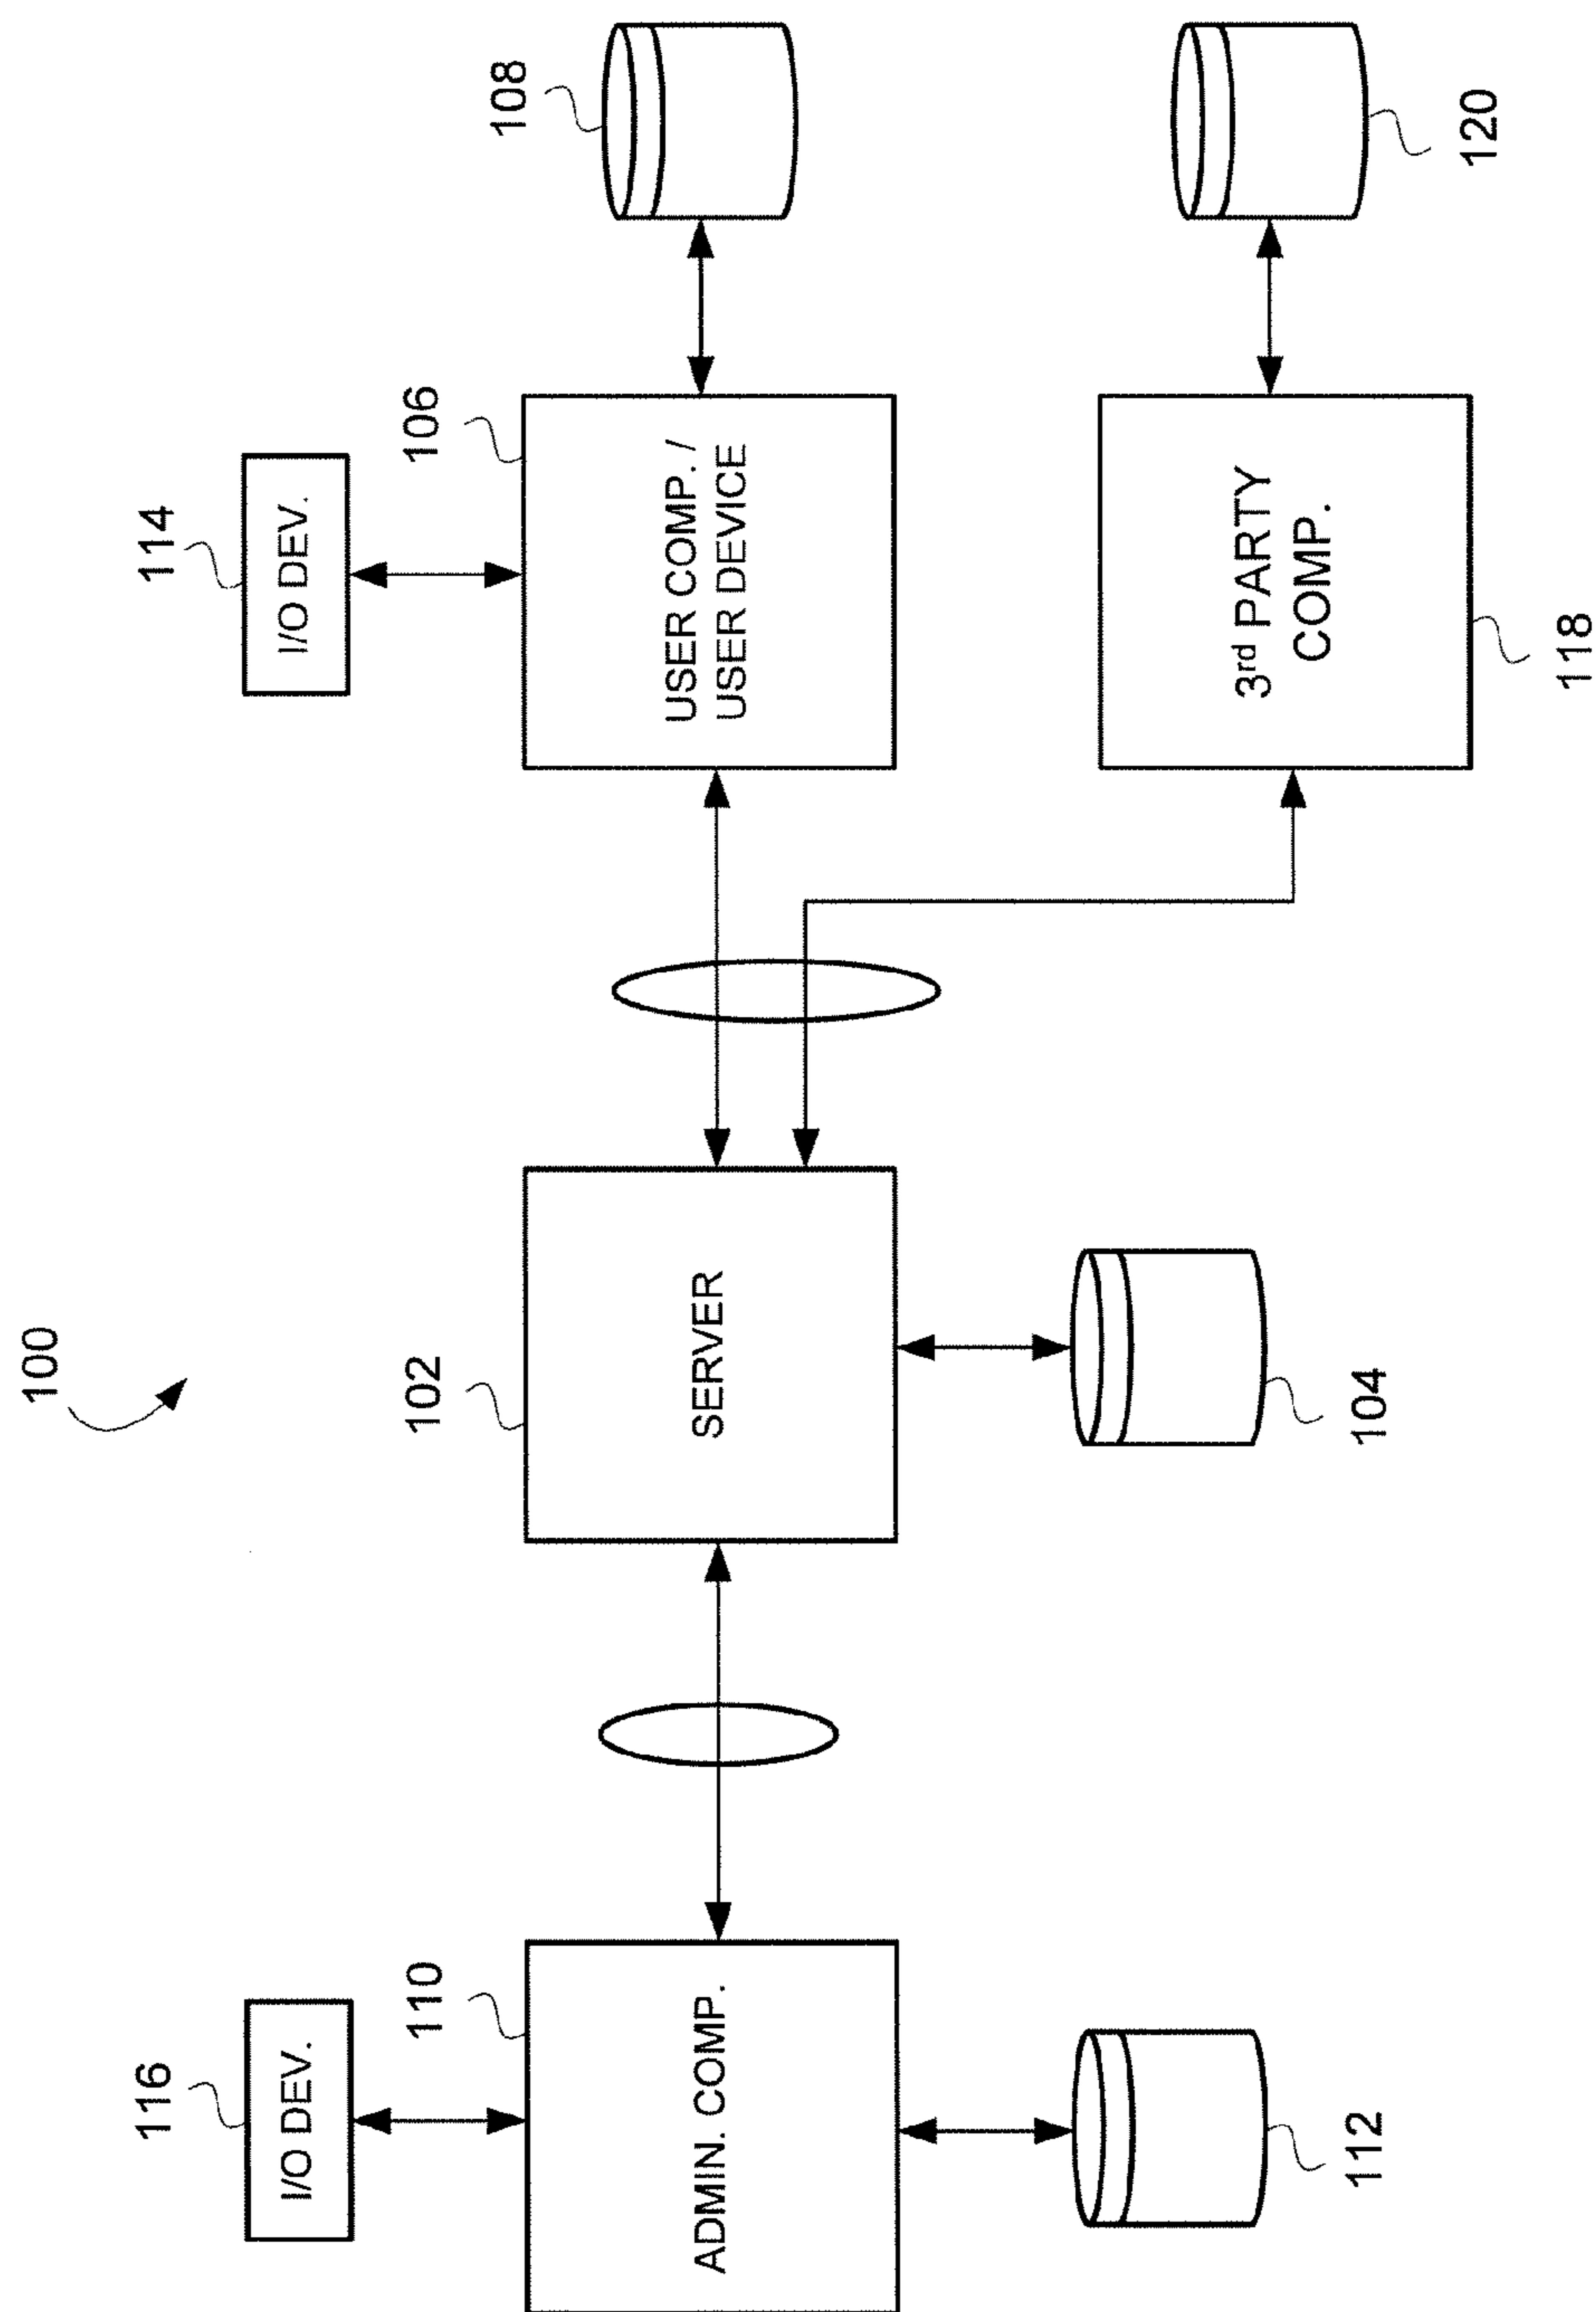 100
116
I/O DEV.
110
ADMIN. COMP.
112
102
SERVER
104
114
I/O DEV.
106
USER COMP. /
USER DEVICE
108
3rd PARTY
COMP.
118
120